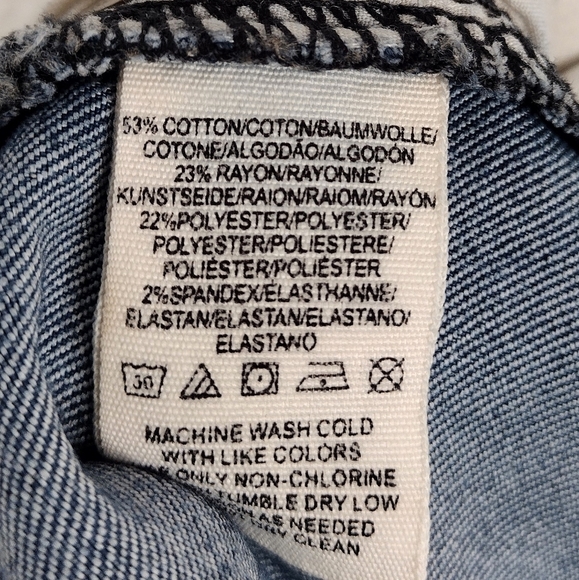 53% COTTON/COTON/BAUMWOLLE/
COTONE/ALGODÃO/ALGODÓN
23% RAYON/RAYONNE/
KUNSTSEIDE/RAION/RAIOM/RAYÓN
22%POLYESTER/POLYESTER/
POLYESTER/POLIESTERE/
POLIÉSTER/POLIÉSTER
2%SPANDEX/ELASTHANNE/
ELASTAN/ELASTAN/ELASTANO/
ELASTANO
30
MACHINE WASH COLD
WITH LIKE COLORS
ONLY NON-CHLORINE
TUMBLE DRY LOW
AS NEEDED
CLEAN